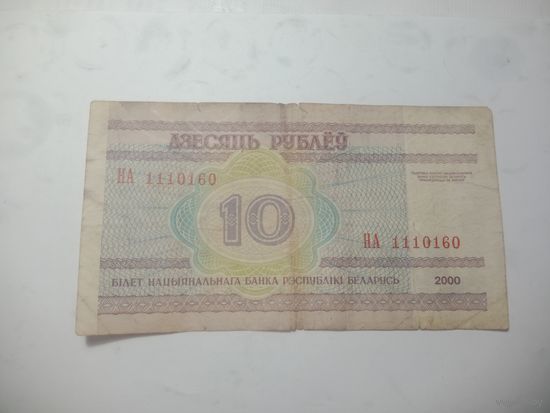 ДЗЕСЯЦЬ РУБЛЁЎ
НА 1110160
10
НА 1110160
БІЛЕТ НАЦЫЯНАЛЬНАГА БАНКА РЭСПУБЛІКІ БЕЛАРУСЬ 2000